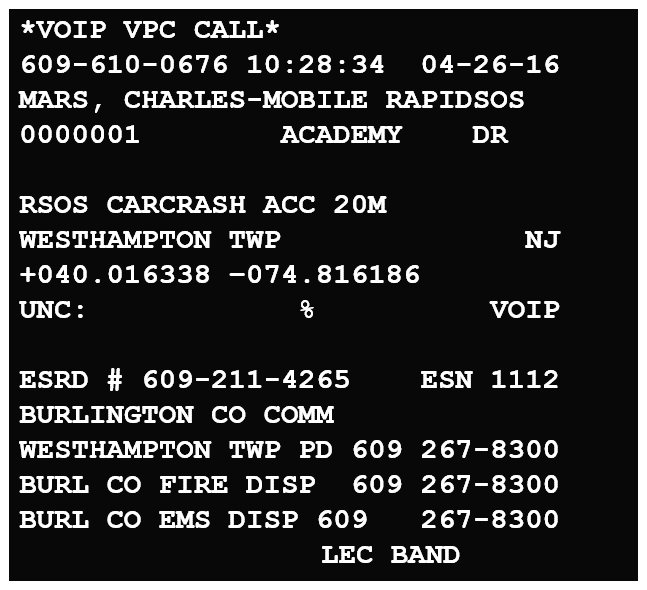 *VOIP VPC CALL*
609-610-0676 10:28:34 04-26-16
MARS, CHARLES-MOBILE RAPIDSOS
0000001 ACADEMY DR
RSOS CARCRASH ACC 20M
WESTHAMPTON TWP NJ
+040.016338 -074.816186
UNC: % VOIP
ESRD # 609-211-4265 ESN 1112
BURLINGTON CO COMM
WESTHAMPTON TWP PD 609 267-8300
BURL CO FIRE DISP 609 267-8300
BURL CO EMS DISP 609 267-8300
LEC BAND